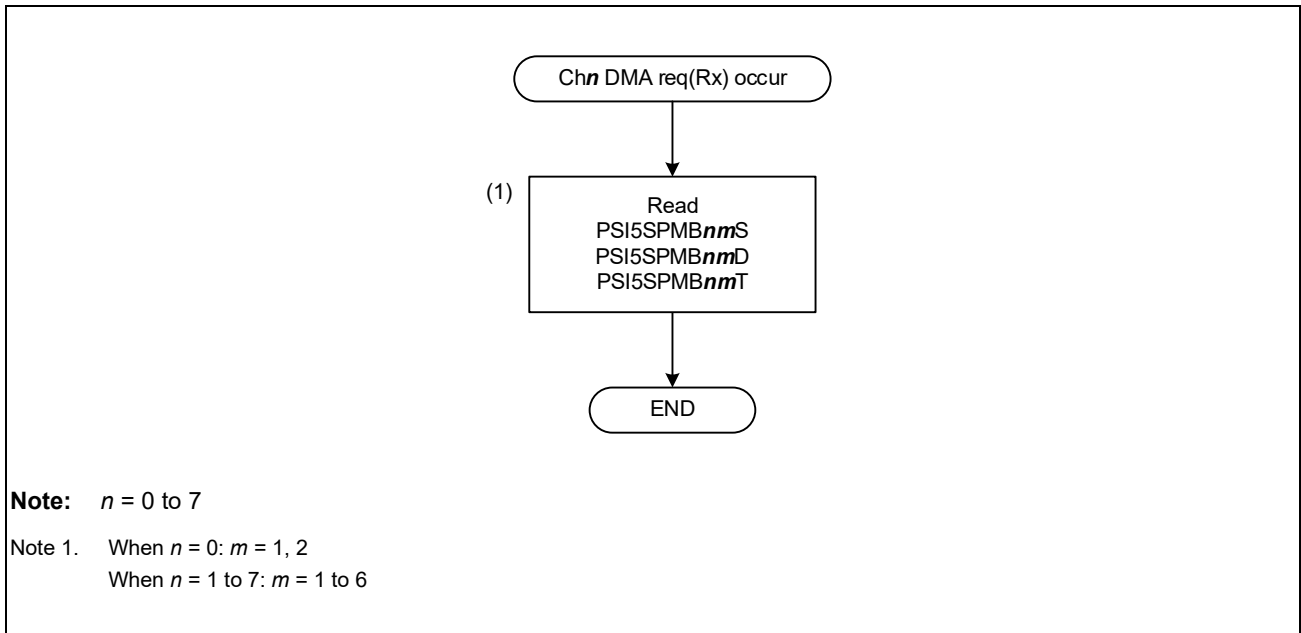 Chn DMA req(Rx) occur
(1)
Read
PSI5SPMBnmS
PSI5SPMBnmD
PSI5SPMBnmT
END
Note: n = 0 to 7
Note 1. When n = 0: m = 1, 2
When n = 1 to 7: m = 1 to 6